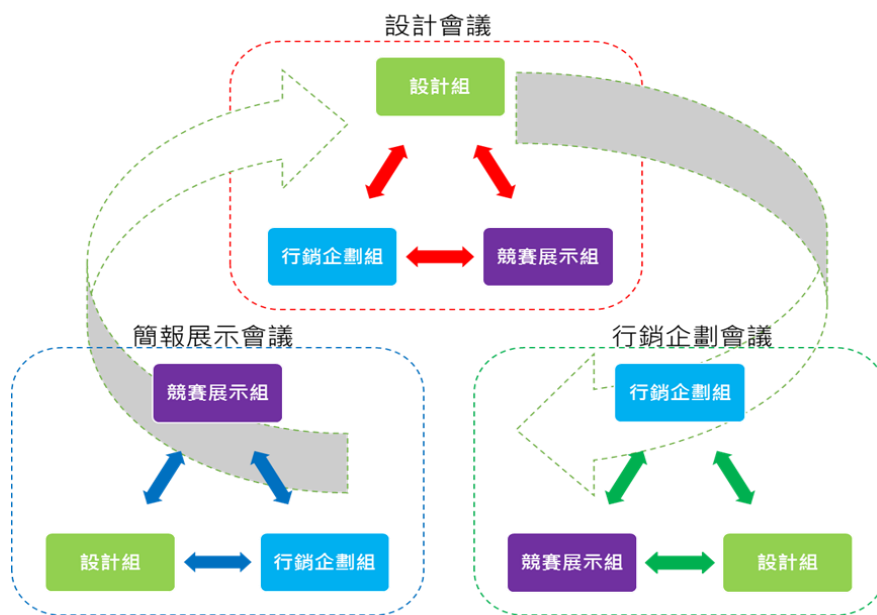 設計會議
設計組
行銷企劃組
競賽展示組
簡報展示會議
競賽展示組
設計組
行銷企劃組
行銷企劃會議
行銷企劃組
競賽展示組
設計組